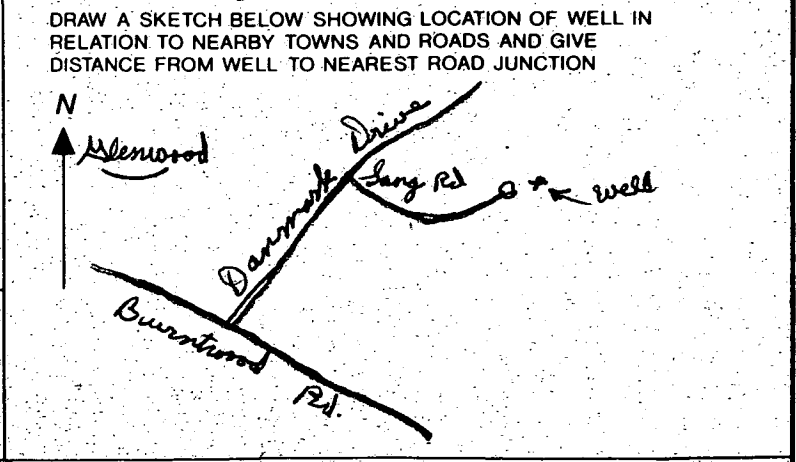 DRAW A SKETCH BELOW SHOWING LOCATION OF WELL IN
RELATION TO NEARBY TOWNS AND ROADS AND GIVE
DISTANCE FROM WELL TO NEAREST ROAD JUNCTION
N
Glenwood
Danmark Drive
Lang Rd
Well
Burntwood Rd.